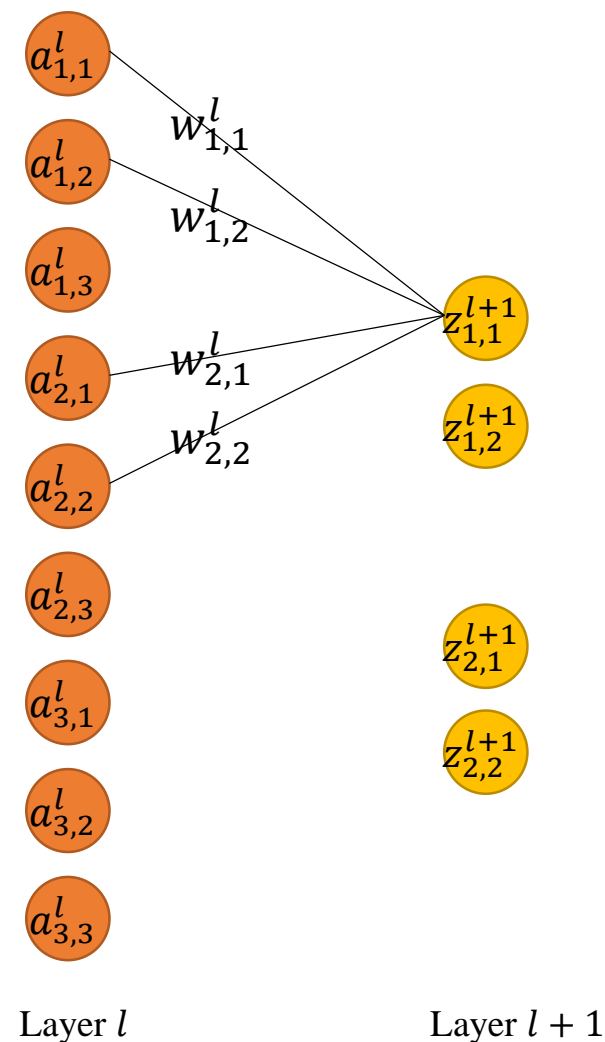 a^l_{1,1}
w^l_{1,1}
a^l_{1,2}
w^l_{1,2}
a^l_{1,3}
z^{l+1}_{1,1}
a^l_{2,1}
w^l_{2,1}
z^{l+1}_{1,2}
w^l_{2,2}
a^l_{2,2}
a^l_{2,3}
z^{l+1}_{2,1}
a^l_{3,1}
z^{l+1}_{2,2}
a^l_{3,2}
a^l_{3,3}
Layer l
Layer l + 1